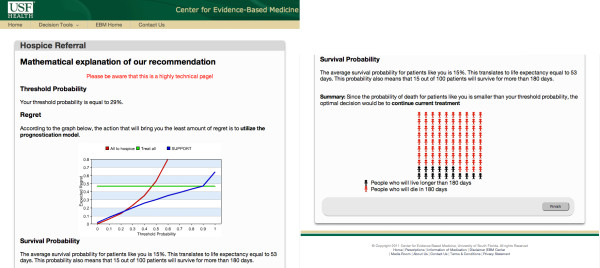 USF
HEALTH
Center for Evidence-Based Medicine
Home
Decision Tools
EBM Home
Contact Us
Hospice Referral
Mathematical explanation of our recommendation
Please be aware that this is a highly technical page!
Threshold Probability
Your threshold probability is equal to 29%.
Regret
According to the graph below, the action that will bring you the least amount of regret is to utilize the
prognostication model.
All to hospice
Treat all
SUPPORT
0.8
0.7
0.6
0.5
0.4
0.3
0.2
0.1
0
Expected Regret
0 0.1 0.2 0.3 0.4 0.5 0.6 0.7 0.8 0.9 1
Threshold Probability
Survival Probability
The average survival probability for patients like you is 15%. This translates to life expectancy equal to 53
days. This probability also means that 15 out of 100 patients will survive for more than 180 days.
Survival Probability
The average survival probability for patients like you is 15%. This translates to life expectancy equal to 53
days. This probability also means that 15 out of 100 patients will survive for more than 180 days.
Summary: Since the probability of death for patients like you is smaller than your threshold probability, the
optimal decision would be to continue current treatment
People who will live longer than 180 days
People who will die in 180 days
Finish
© Copyright 2011 Center for Evidence-Based Medicine, University of South Florida. All Rights Reserved
Home | Presentations | Information of Medication | Disclaimer EBM Center
| Media Room | About Us | Contact Us | Terms & Conditions | Privacy Statement